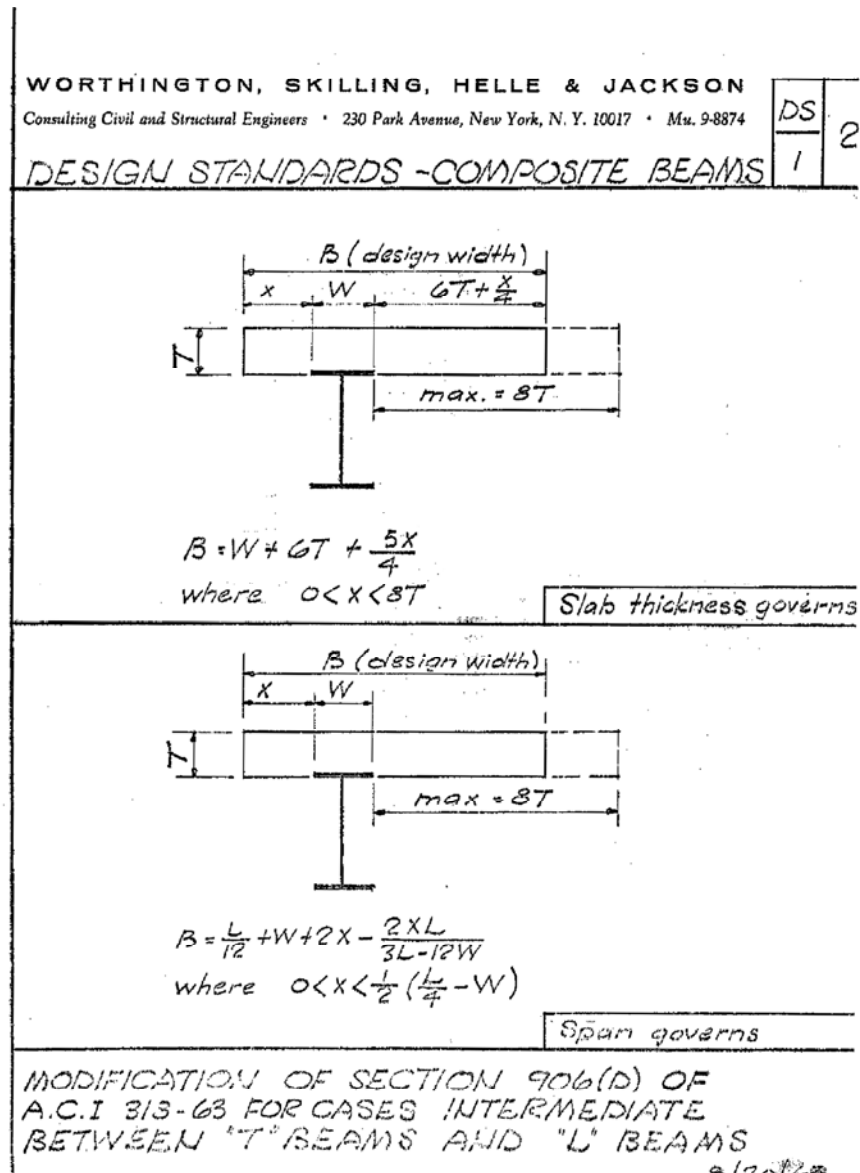 WORTHINGTON, SKILLING, HELLE & JACKSON
Consulting Civil and Structural Engineers • 230 Park Avenue, New York, N. Y. 10017 • Mu. 9-8874
DS
1
2
DESIGN STANDARDS - COMPOSITE BEAMS
B (design width)
x W 6T + x/4
T
max. = 8T
B = W + 6T + 5x/4
where 0 < x < 8T
Slab thickness governs
B (design width)
x W
T
max = 8T
B = L/12 + W + 2X - 2XL/3L-12W
where 0 < x < 1/2 (L/4 - W)
Span governs
MODIFICATION OF SECTION 906(D) OF
A.C.I 313-63 FOR CASES INTERMEDIATE
BETWEEN "T" BEAMS AND "L" BEAMS